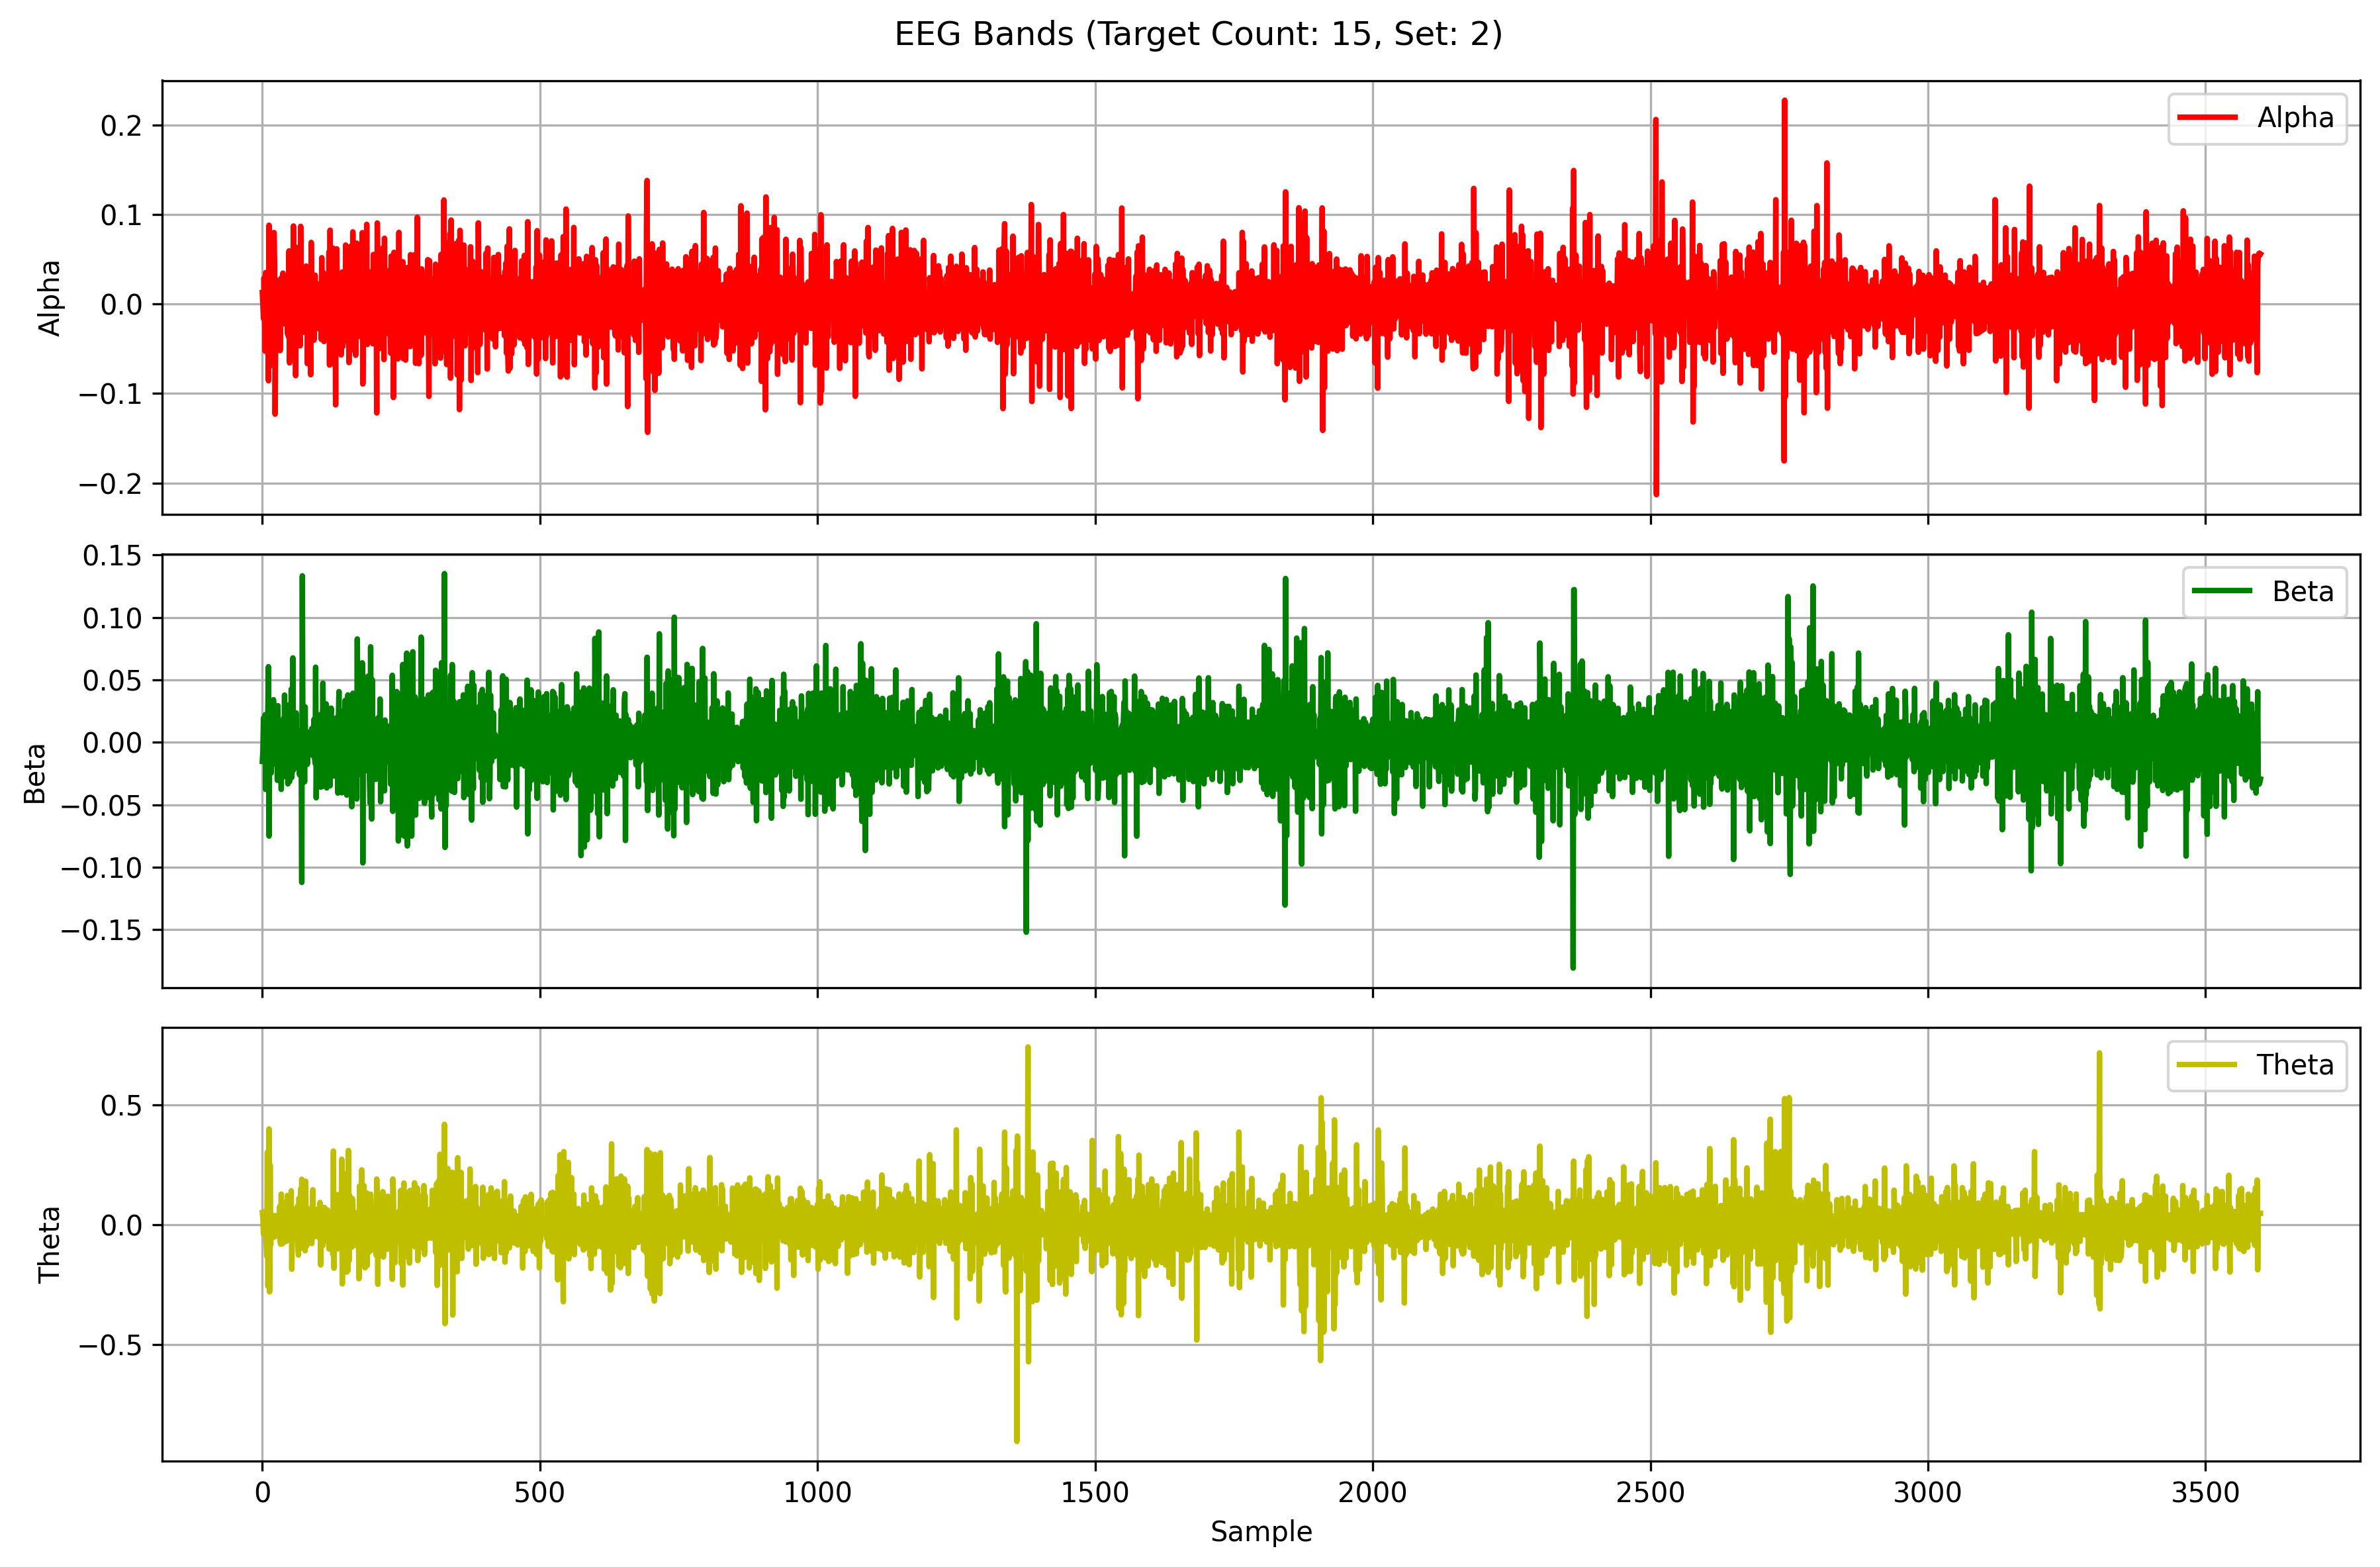 EEG Bands (Target Count: 15, Set: 2)
Alpha
0.2
0.1
0.0
−0.1
−0.2
Alpha
Beta
0.15
0.10
0.05
0.00
−0.05
−0.10
−0.15
Beta
Theta
0.5
0.0
−0.5
Theta
0 500 1000 1500 2000 2500 3000 3500
Sample